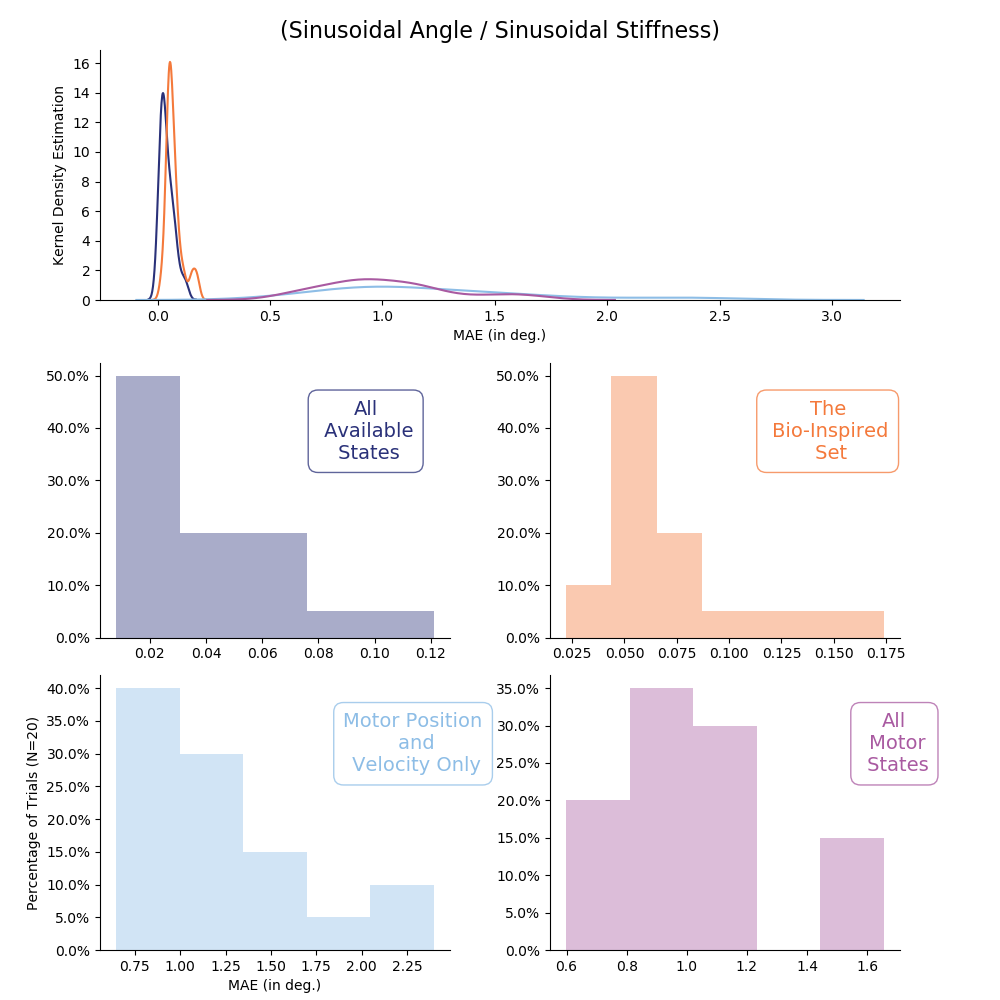 (Sinusoidal Angle / Sinusoidal Stiffness)
Kernel Density Estimation
16
14
12
10
8
6
4
2
0
0.0 0.5 1.0 1.5 2.0 2.5 3.0
MAE (in deg.)
50.0%
40.0%
30.0%
20.0%
10.0%
0.0%
All
Available
States
0.02 0.04 0.06 0.08 0.10 0.12
50.0%
40.0%
30.0%
20.0%
10.0%
0.0%
The
Bio-Inspired
Set
0.025 0.050 0.075 0.100 0.125 0.150 0.175
Percentage of Trials (N=20)
40.0%
35.0%
30.0%
25.0%
20.0%
15.0%
10.0%
5.0%
0.0%
Motor Position
and
Velocity Only
0.75 1.00 1.25 1.50 1.75 2.00 2.25
MAE (in deg.)
35.0%
30.0%
25.0%
20.0%
15.0%
10.0%
5.0%
0.0%
All
Motor
States
0.6 0.8 1.0 1.2 1.4 1.6